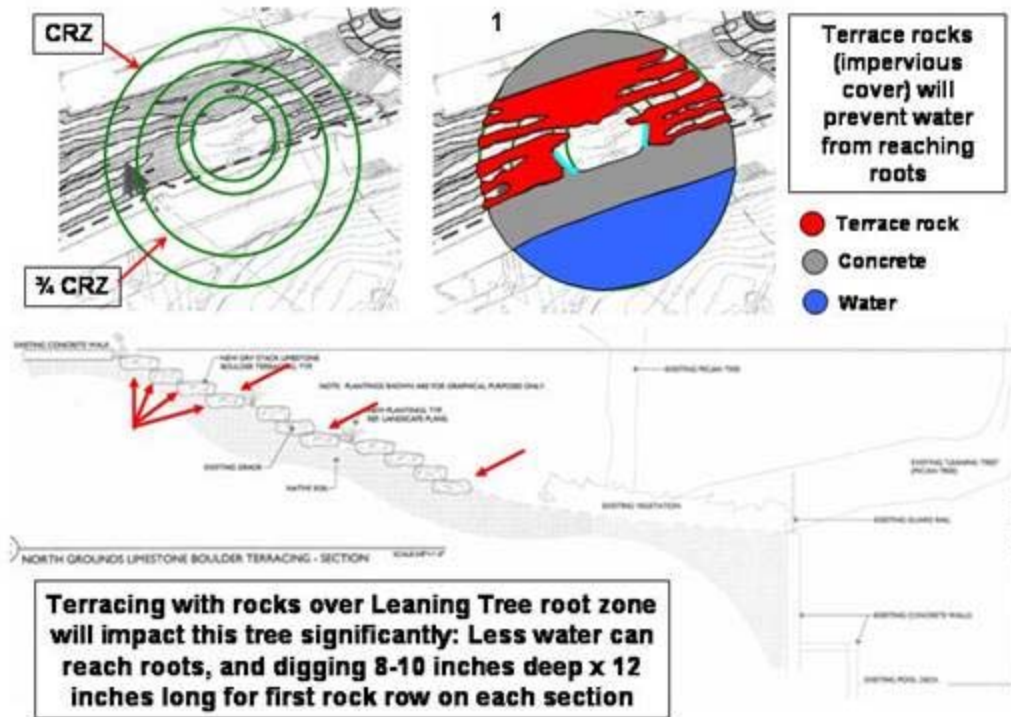 CRZ
¾ CRZ
1
Terrace rocks
(impervious
cover) will
prevent water
from reaching
roots
Terrace rock
Concrete
Water
EXISTING CONCRETE WALK
NEW DRY STACK LIMESTONE
BOULDER TERRACING, TYP.
NOTE: PLANTINGS SHOWN ARE FOR GRAPHICAL PURPOSES ONLY
NEW PLANTINGS, TYP.
REF. LANDSCAPE PLANS
EXISTING GRADE
NATIVE SOIL
EXISTING PECAN TREE
EXISTING VEGETATION
EXISTING "LEANING TREE"
(PECAN TREE)
EXISTING GUARD RAIL
EXISTING CONCRETE WALLS
EXISTING POOL DECK
NORTH GROUNDS LIMESTONE BOULDER TERRACING - SECTION
Terracing with rocks over Leaning Tree root zone
will impact this tree significantly: Less water can
reach roots, and digging 8-10 inches deep x 12
inches long for first rock row on each section